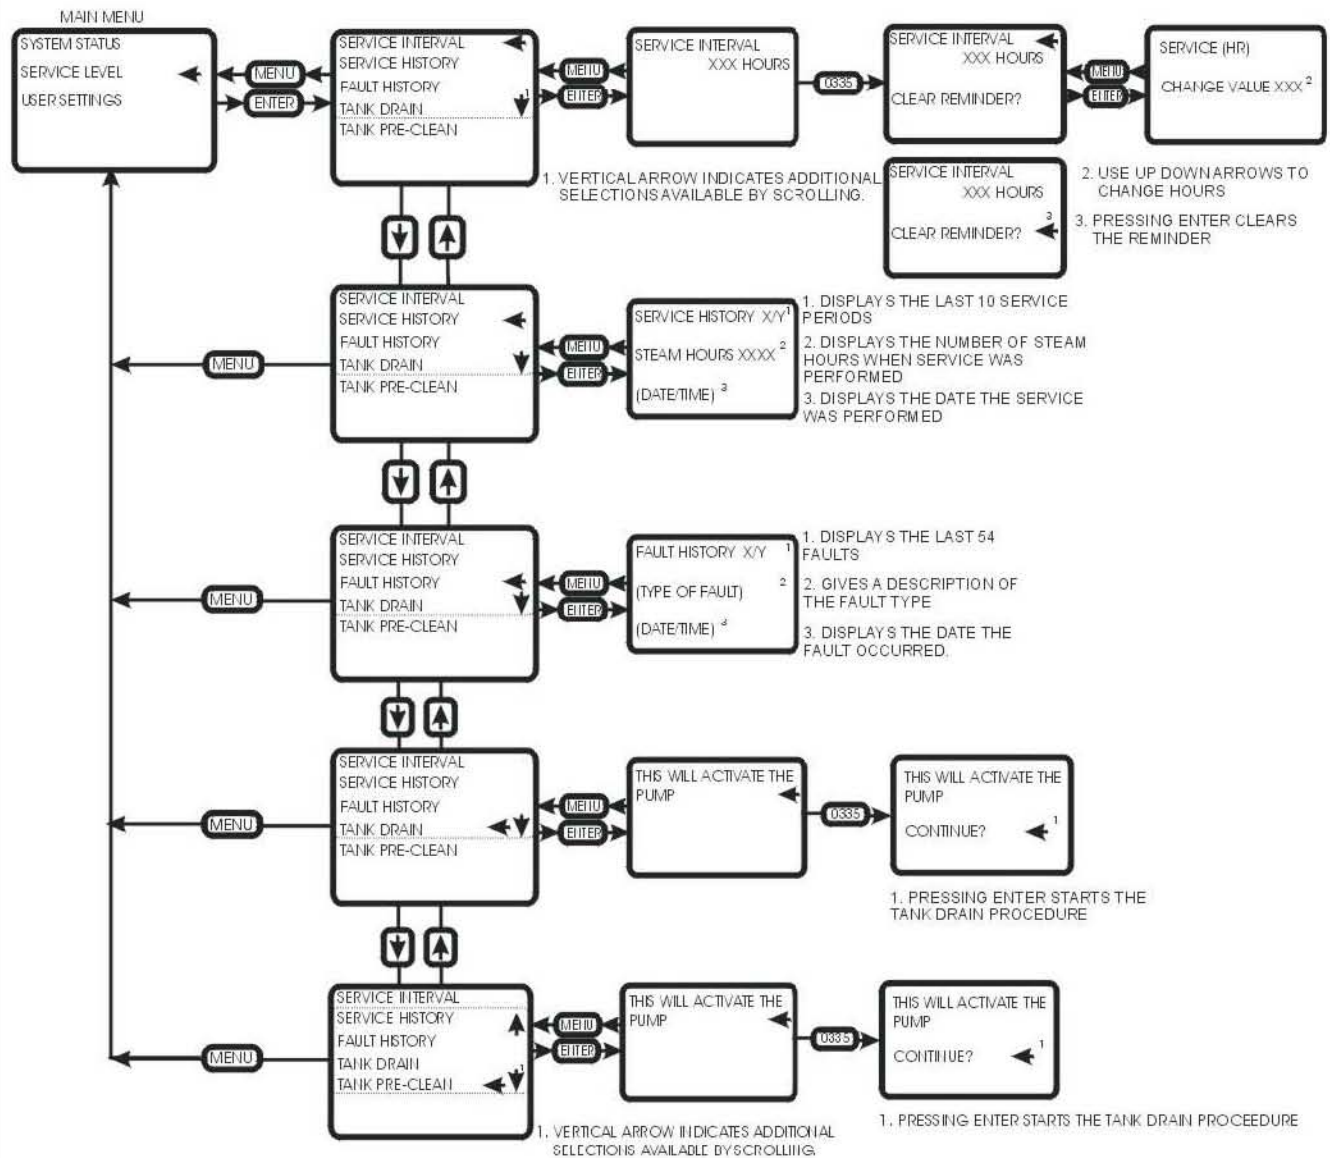 MAIN MENU
SYSTEM STATUS
SERVICE LEVEL
USER SETTINGS
MENU
ENTER
SERVICE INTERVAL
SERVICE HISTORY
FAULT HISTORY
TANK DRAIN
1
TANK PRE-CLEAN
MENU
ENTER
SERVICE INTERVAL
XXX HOURS
0335
SERVICE INTERVAL
XXX HOURS
CLEAR REMINDER?
MENU
ENTER
SERVICE (HR)
CHANGE VALUE XXX 2
1. VERTICAL ARROW INDICATES ADDITIONAL
SELECTIONS AVAILABLE BY SCROLLING.
SERVICE INTERVAL
XXX HOURS
CLEAR REMINDER? 3
2. USE UP DOWN ARROWS TO
CHANGE HOURS
3. PRESSING ENTER CLEARS
THE REMINDER
MENU
SERVICE INTERVAL
SERVICE HISTORY
FAULT HISTORY
TANK DRAIN
TANK PRE-CLEAN
MENU
ENTER
SERVICE HISTORY X/Y 1
STEAM HOURS XXXX 2
(DATE/TIME) 3
1. DISPLAYS THE LAST 10 SERVICE
PERIODS
2. DISPLAYS THE NUMBER OF STEAM
HOURS WHEN SERVICE WAS
PERFORMED
3. DISPLAYS THE DATE THE SERVICE
WAS PERFORMED
MENU
SERVICE INTERVAL
SERVICE HISTORY
FAULT HISTORY
TANK DRAIN
TANK PRE-CLEAN
MENU
ENTER
FAULT HISTORY X/Y 1
(TYPE OF FAULT) 2
(DATE/TIME) 3
1. DISPLAYS THE LAST 54
FAULTS
2. GIVES A DESCRIPTION OF
THE FAULT TYPE
3. DISPLAYS THE DATE THE
FAULT OCCURRED.
MENU
SERVICE INTERVAL
SERVICE HISTORY
FAULT HISTORY
TANK DRAIN
TANK PRE-CLEAN
MENU
ENTER
THIS WILL ACTIVATE THE
PUMP
0335
THIS WILL ACTIVATE THE
PUMP
CONTINUE? 1
1. PRESSING ENTER STARTS THE
TANK DRAIN PROCEDURE
MENU
SERVICE INTERVAL
SERVICE HISTORY
FAULT HISTORY
TANK DRAIN
TANK PRE-CLEAN 1
MENU
ENTER
THIS WILL ACTIVATE THE
PUMP
0335
THIS WILL ACTIVATE THE
PUMP
CONTINUE? 1
1. VERTICAL ARROW INDICATES ADDITIONAL
SELECTIONS AVAILABLE BY SCROLLING.
1. PRESSING ENTER STARTS THE TANK DRAIN PROCEEDURE